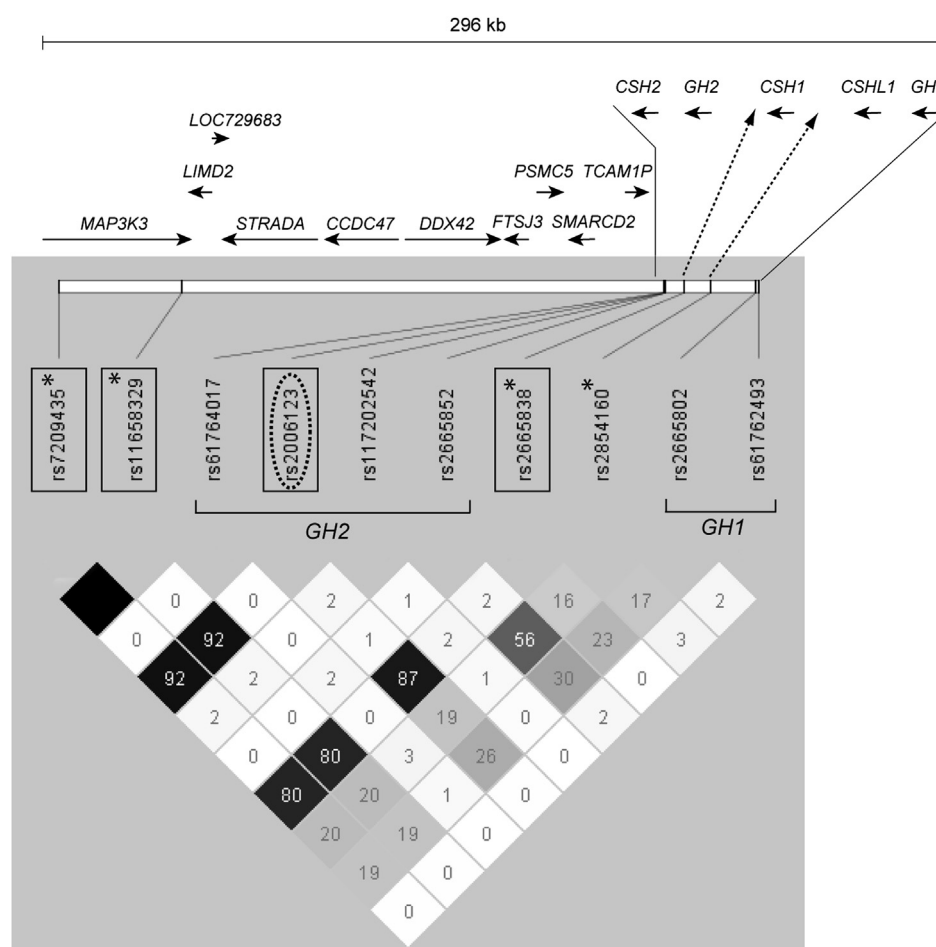 296 kb
CSH2 GH2 CSH1 CSHL1 GH
LOC729683
LIMD2 PSMC5 TCAM1P
MAP3K3 STRADA CCDC47 DDX42 FTSJ3 SMARCD2
* * * *
rs7209435
rs11658329
rs61764017
rs2006123
rs117202542
rs2665852
rs2665838
rs2854160
rs2665802
rs61762493
GH2 GH1
0 0 2 1 2 16 17 2
0 92 0 1 2 56 23 3
92 2 2 87 1 30 0
2 0 0 19 0 2
0 80 3 26 0
80 20 1 0
20 19 0
19 0
0